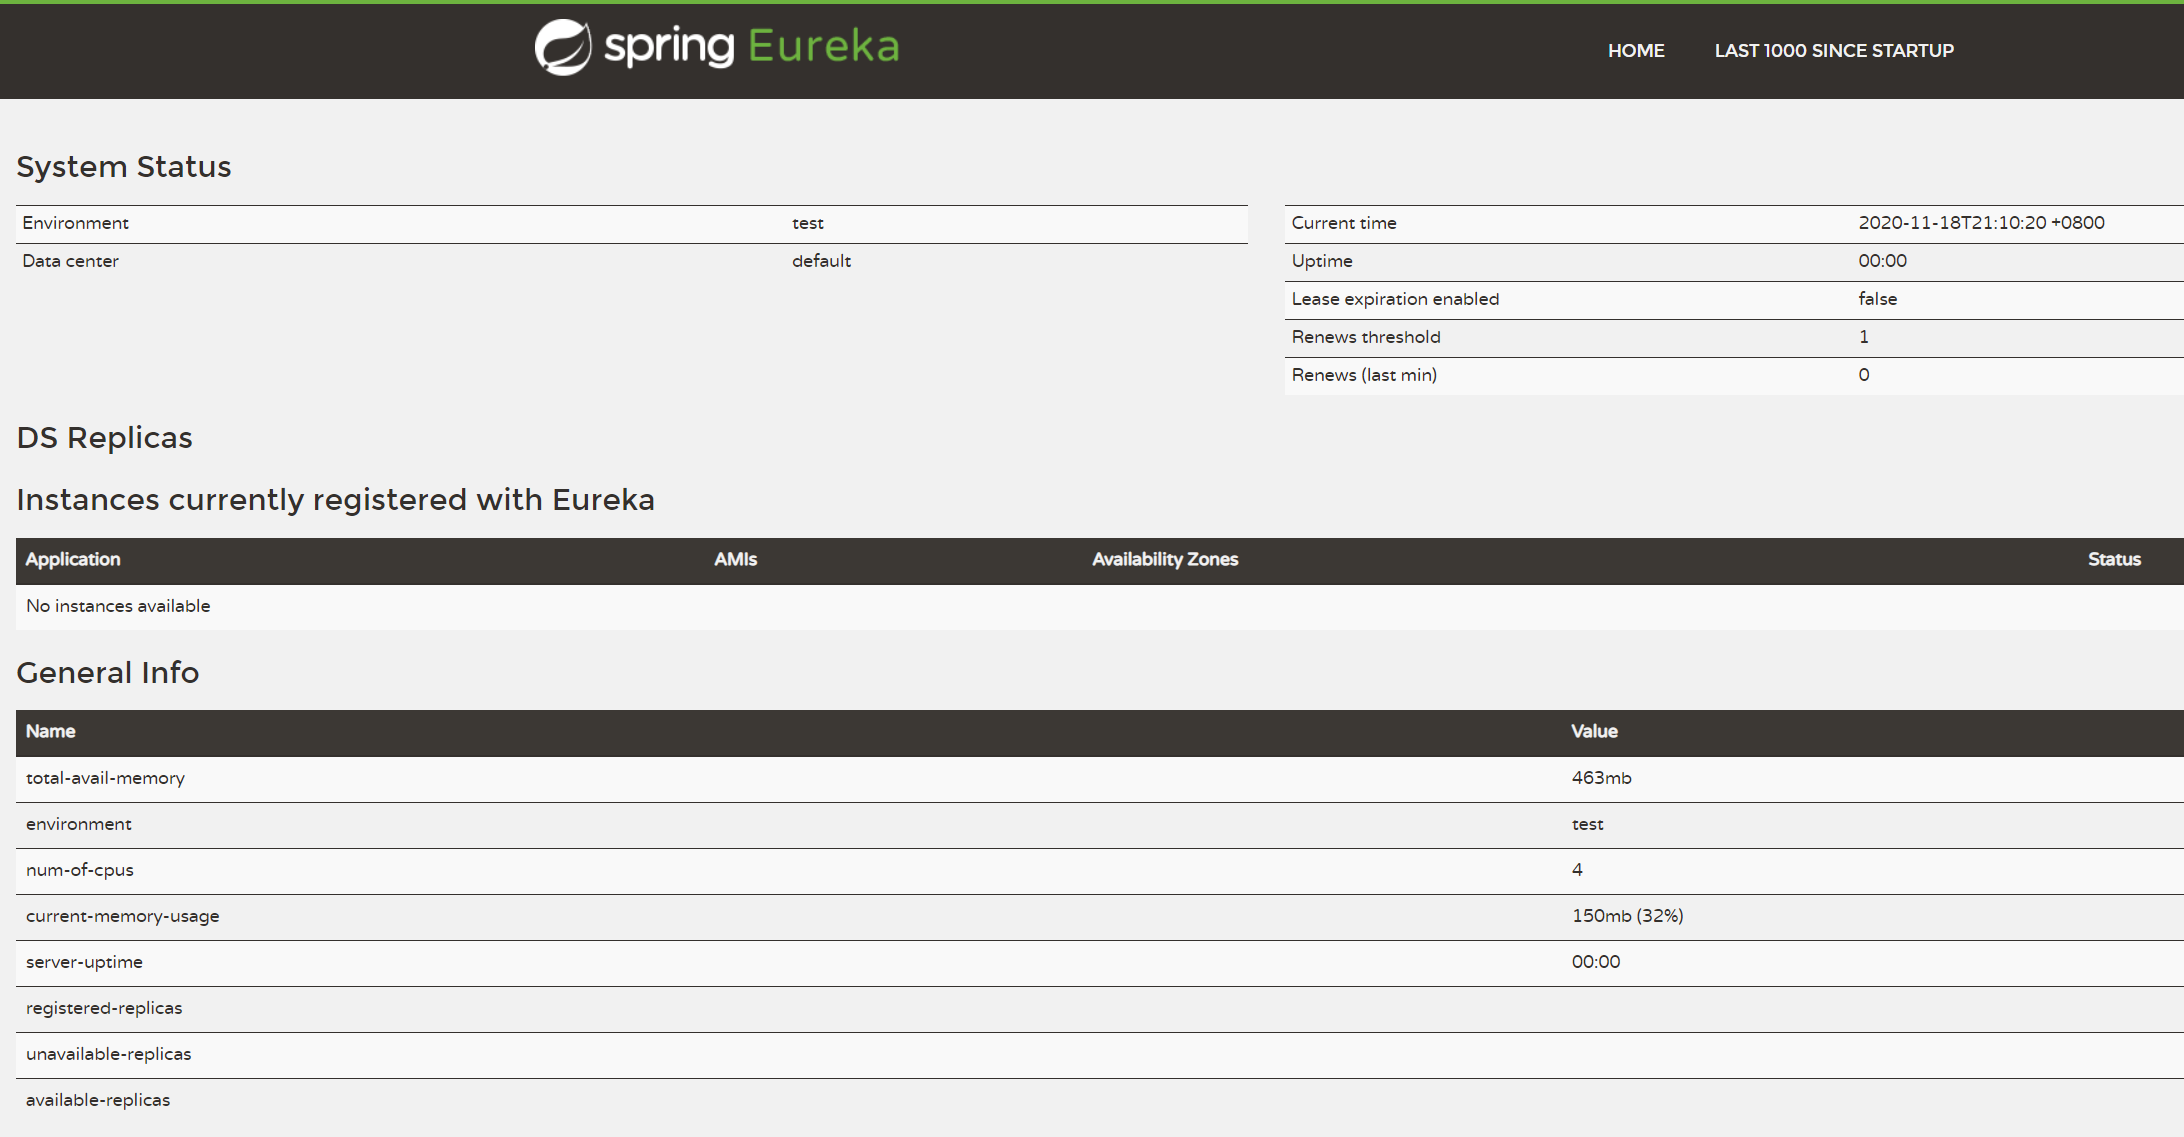 spring Eureka
HOME LAST 1000 SINCE STARTUP
System Status
Environment test
Data center default
Current time 2020-11-18T21:10:20 +0800
Uptime 00:00
Lease expiration enabled false
Renews threshold 1
Renews (last min) 0
DS Replicas
Instances currently registered with Eureka
Application AMIs Availability Zones Status
No instances available
General Info
Name Value
total-avail-memory 463mb
environment test
num-of-cpus 4
current-memory-usage 150mb (32%)
server-uptime 00:00
registered-replicas
unavailable-replicas
available-replicas